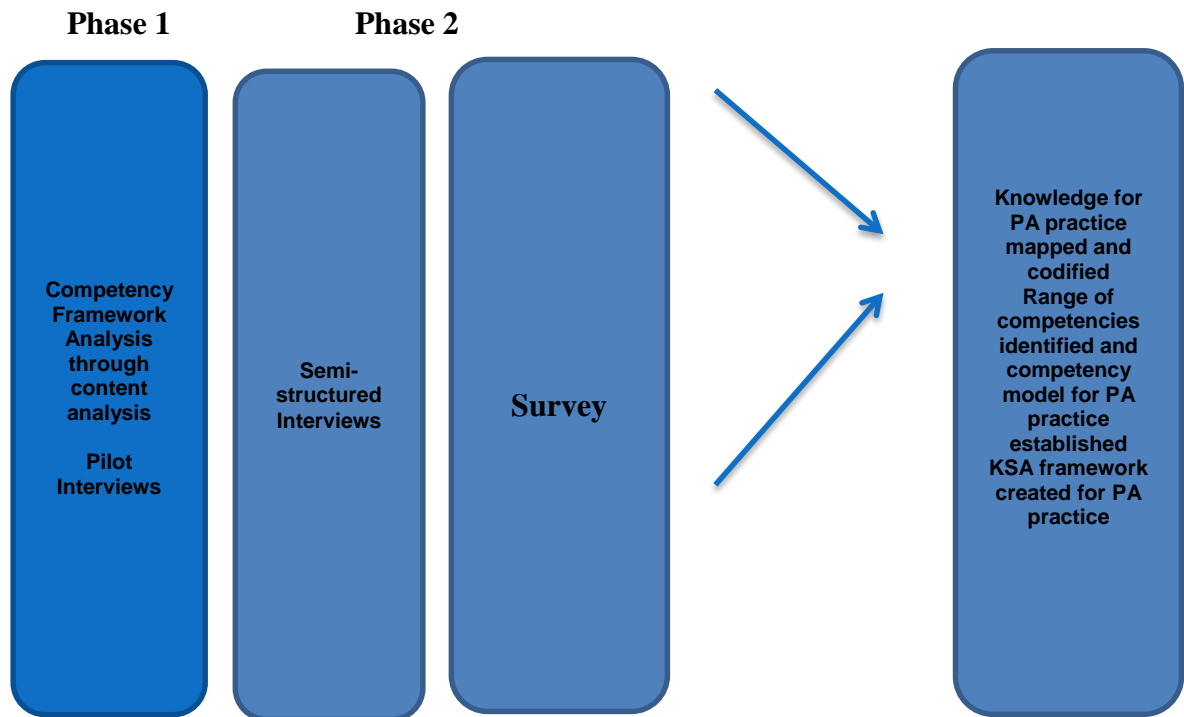 Phase 1
Phase 2
Competency
Framework
Analysis
through
content
analysis
Pilot
Interviews
Semi-
structured
Interviews
Survey
Knowledge for
PA practice
mapped and
codified
Range of
competencies
identified and
competency
model for PA
practice
established
KSA framework
created for PA
practice